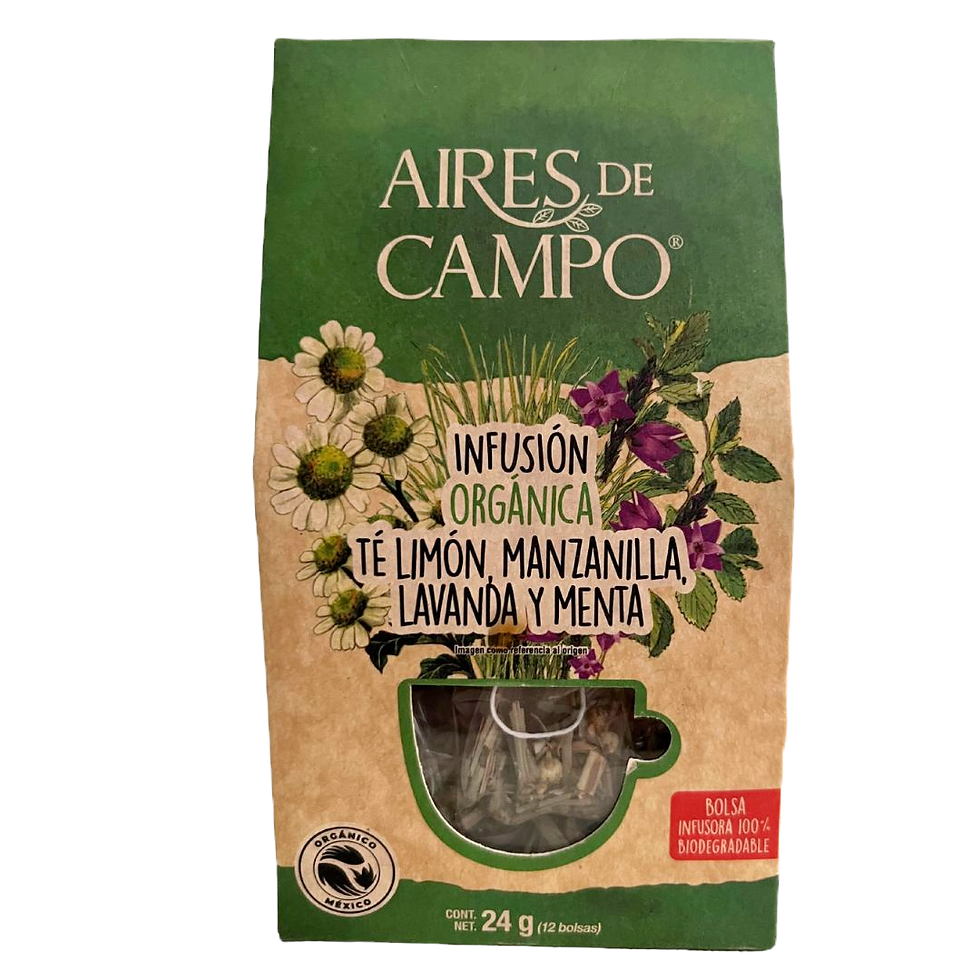 AIRES DE
CAMPO®
INFUSIÓN
ORGÁNICA
TÉ LIMÓN, MANZANILLA,
LAVANDA Y MENTA
Imagen como referencia al origen
BOLSA
INFUSORA 100%
BIODEGRADABLE
ORGÁNICO
MÉXICO
CONT.
NET. 24 g (12 bolsas)